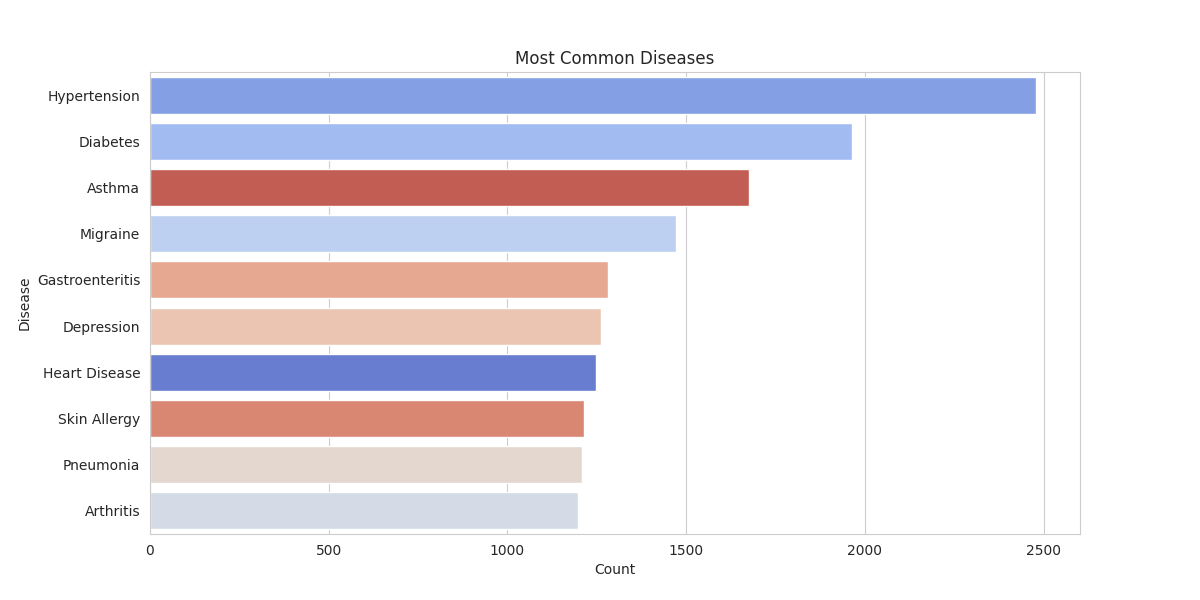 Most Common Diseases
Disease
Hypertension
Diabetes
Asthma
Migraine
Gastroenteritis
Depression
Heart Disease
Skin Allergy
Pneumonia
Arthritis
0 500 1000 1500 2000 2500
Count